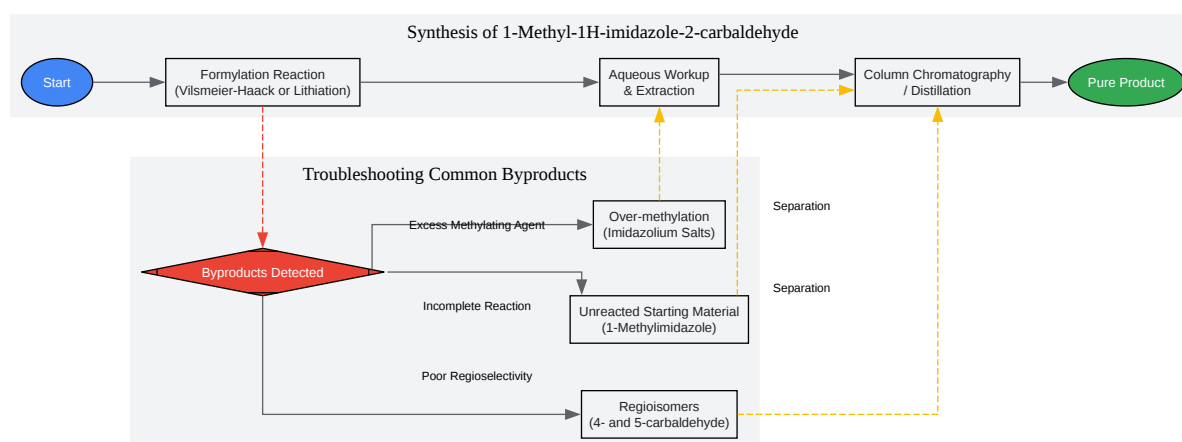 Synthesis of 1-Methyl-1H-imidazole-2-carbaldehyde
Start
Formylation Reaction
(Vilsmeier-Haack or Lithiation)
Aqueous Workup
& Extraction
Column Chromatography
/ Distillation
Pure Product
Troubleshooting Common Byproducts
Byproducts Detected
Excess Methylating Agent
Over-methylation
(Imidazolium Salts)
Separation
Incomplete Reaction
Unreacted Starting Material
(1-Methylimidazole)
Separation
Poor Regioselectivity
Regioisomers
(4- and 5-carbaldehyde)